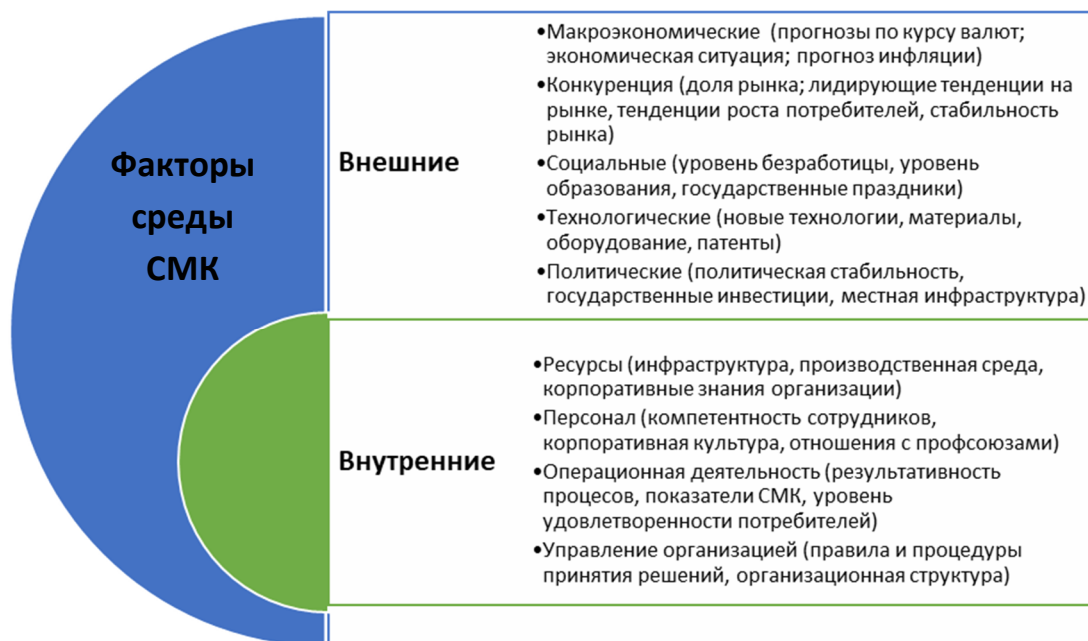 Факторы
среды
СМК
Внешние
•Макроэкономические (прогнозы по курсу валют;
экономическая ситуация; прогноз инфляции)
•Конкуренция (доля рынка; лидирующие тенденции на
рынке, тенденции роста потребителей, стабильность
рынка)
•Социальные (уровень безработицы, уровень
образования, государственные праздники)
•Технологические (новые технологии, материалы,
оборудование, патенты)
•Политические (политическая стабильность,
государственные инвестиции, местная инфраструктура)
Внутренние
•Ресурсы (инфраструктура, производственная среда,
корпоративные знания организации)
•Персонал (компетентность сотрудников,
корпоративная культура, отношения с профсоюзами)
•Операционная деятельность (результативность
процесов, показатели СМК, уровень
удовлетворенности потребителей)
•Управление организацией (правила и процедуры
принятия решений, организационная структура)